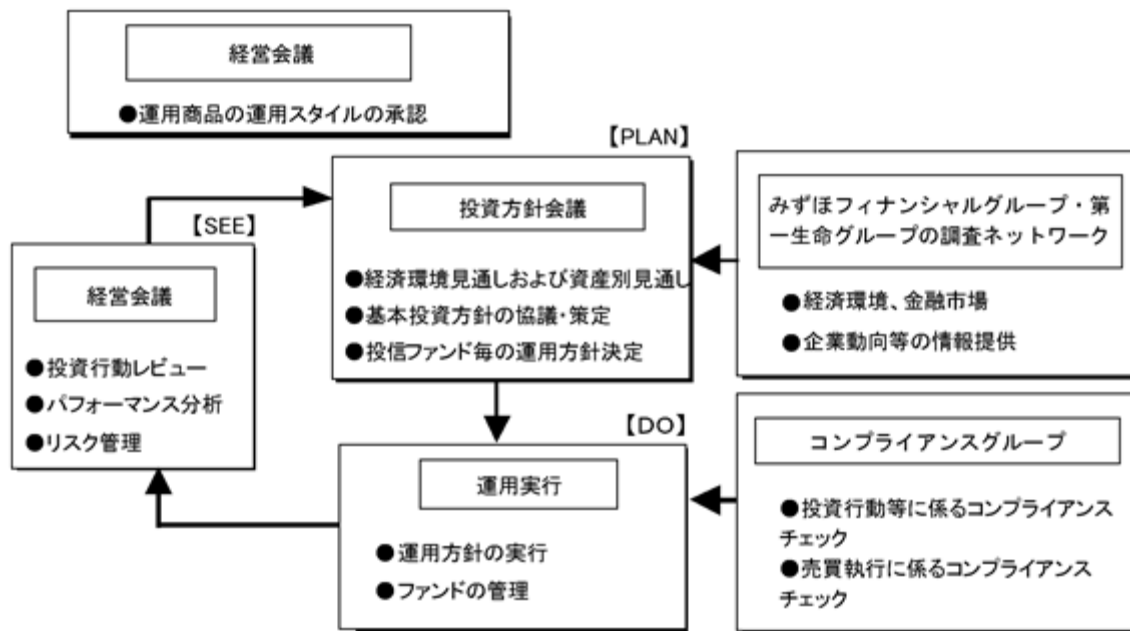 経営会議
●運用商品の運用スタイルの承認
【PLAN】
投資方針会議
●経済環境見通しおよび資産別見通し
●基本投資方針の協議・策定
●投信ファンド毎の運用方針決定
みずほフィナンシャルグループ・第
一生命グループの調査ネットワーク
●経済環境、金融市場
●企業動向等の情報提供
【SEE】
経営会議
●投資行動レビュー
●パフォーマンス分析
●リスク管理
【DO】
運用実行
●運用方針の実行
●ファンドの管理
コンプライアンスグループ
●投資行動等に係るコンプライアンス
チェック
●売買執行に係るコンプライアンス
チェック